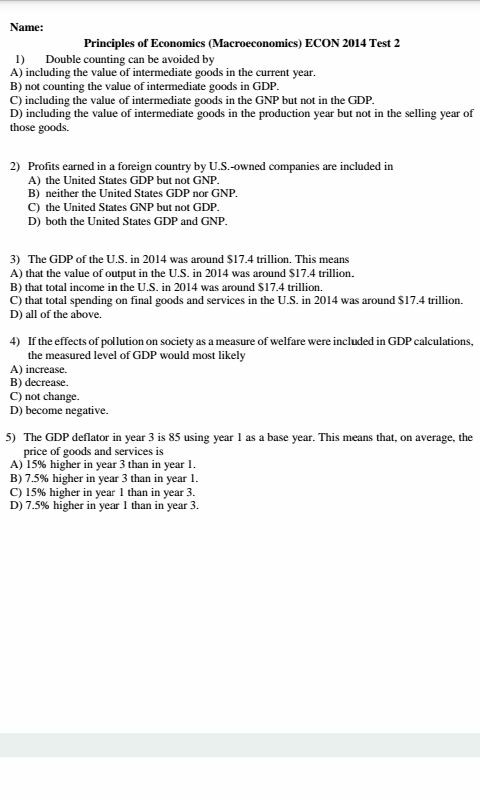 Name:
Principles of Economics (Macroeconomics) ECON 2014 Test 2
1) Double counting can be avoided by
A) including the value of intermediate goods in the current year.
B) not counting the value of intermediate goods in GDP.
C) including the value of intermediate goods in the GNP but not in the GDP.
D) including the value of intermediate goods in the production year but not in the selling year of
those goods.
2) Profits earned in a foreign country by U.S.-owned companies are included in
A) the United States GDP but not GNP.
B) neither the United States GDP nor GNP.
C) the United States GNP but not GDP.
D) both the United States GDP and GNP.
3) The GDP of the U.S. in 2014 was around $17.4 trillion. This means
A) that the value of output in the U.S. in 2014 was around $17.4 trillion.
B) that total income in the U.S. in 2014 was around $17.4 trillion.
C) that total spending on final goods and services in the U.S. in 2014 was around $17.4 trillion.
D) all of the above.
4) If the effects of pollution on society as a measure of welfare were included in GDP calculations,
the measured level of GDP would most likely
A) increase.
B) decrease.
C) not change.
D) become negative.
5) The GDP deflator in year 3 is 85 using year 1 as a base year. This means that, on average, the
price of goods and services is
A) 15% higher in year 3 than in year 1.
B) 7.5% higher in year 3 than in year 1.
C) 15% higher in year 1 than in year 3.
D) 7.5% higher in year 1 than in year 3.